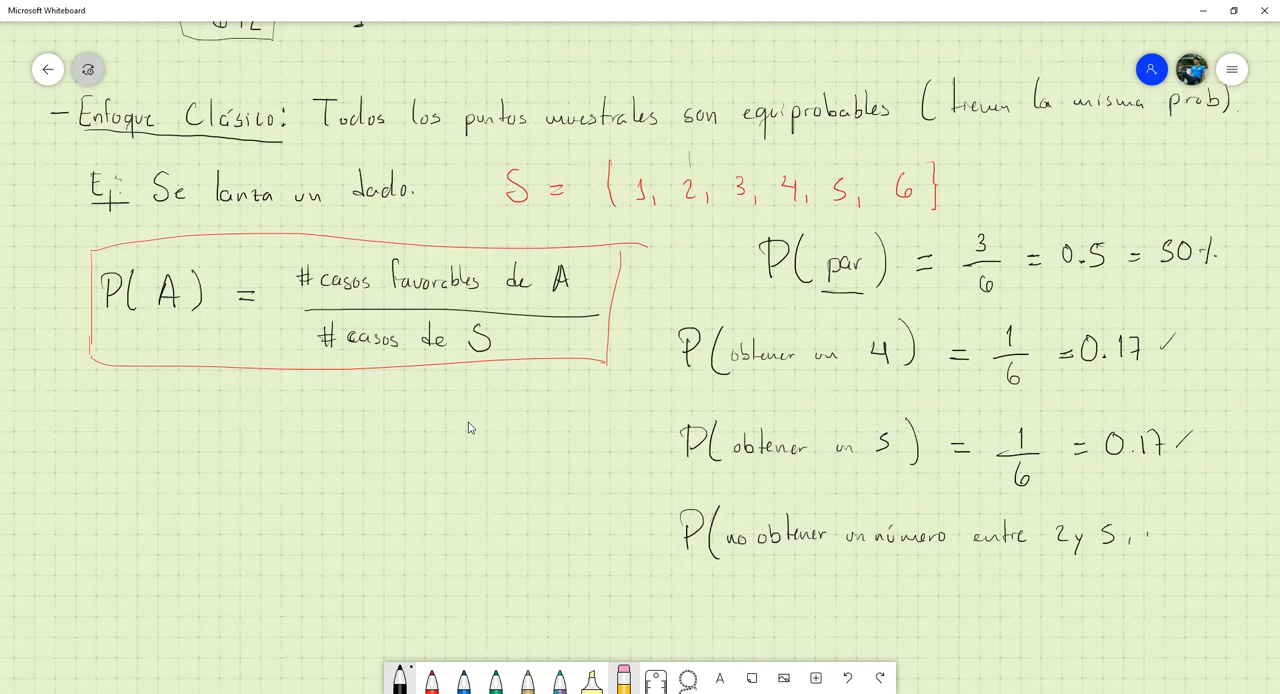 Microsoft Whiteboard
- Enfoque Clásico: Todos los puntos muestrales son equiprobables (tienen la misma prob).
Ej: Se lanza un dado. S = {1, 2, 3, 4, 5, 6}
P(par) = 3/6 = 0.5 = 50%
P(A) = # casos favorables de A / # casos de S
P(obtener un 4) = 1/6 = 0.17 ✓
P(obtener un 5) = 1/6 = 0.17 ✓
P(no obtener un número entre 2 y 5,
A